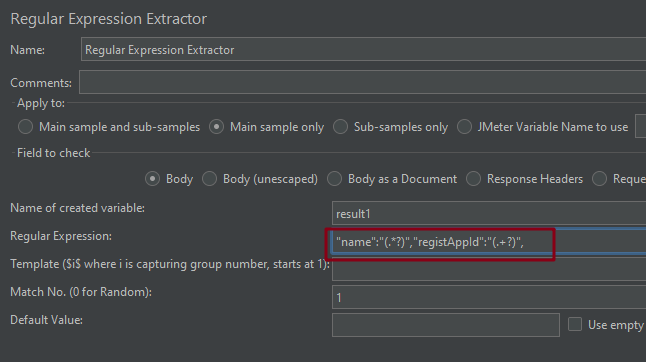 Regular Expression Extractor
Name: Regular Expression Extractor
Comments:
Apply to:
Main sample and sub-samples Main sample only Sub-samples only JMeter Variable Name to use
Field to check
Body Body (unescaped) Body as a Document Response Headers Reque
Name of created variable: result1
Regular Expression: "name":"(.*?)","registAppId":"(.+?)",
Template ($i$ where i is capturing group number, starts at 1):
Match No. (0 for Random): 1
Default Value: Use empty